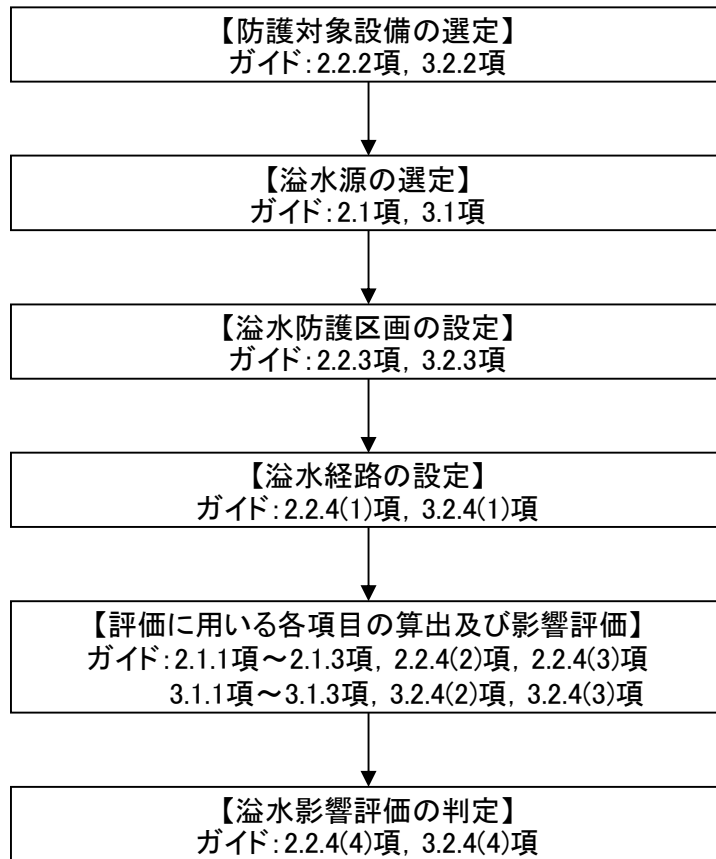 【防護対象設備の選定】
ガイド：2.2.2項，3.2.2項
【溢水源の選定】
ガイド：2.1項，3.1項
【溢水防護区画の設定】
ガイド：2.2.3項，3.2.3項
【溢水経路の設定】
ガイド：2.2.4(1)項，3.2.4(1)項
【評価に用いる各項目の算出及び影響評価】
ガイド：2.1.1項～2.1.3項，2.2.4(2)項，2.2.4(3)項
3.1.1項～3.1.3項，3.2.4(2)項，3.2.4(3)項
【溢水影響評価の判定】
ガイド：2.2.4(4)項，3.2.4(4)項